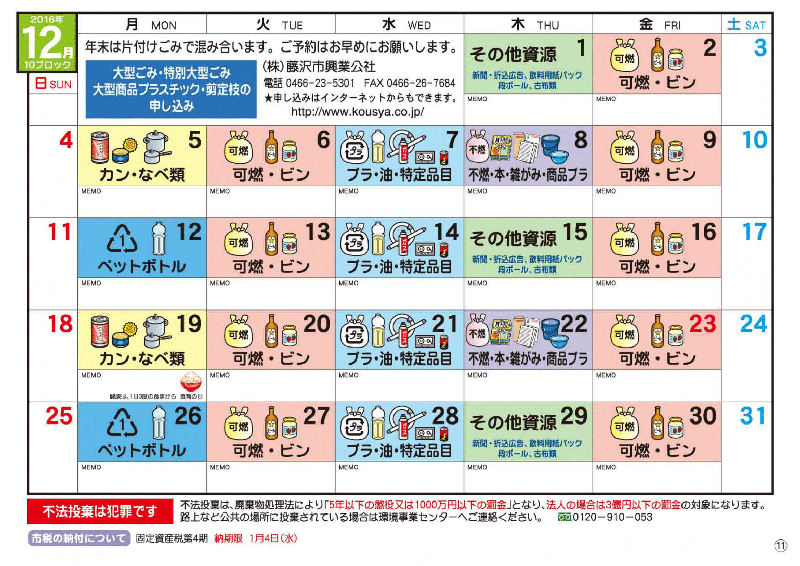 2016年
12月
10ブロック
月 MON
火 TUE
水 WED
木 THU
金 FRI
土 SAT
日 SUN
年末は片付けごみで混み合います。ご予約はお早めにお願いします。
大型ごみ・特別大型ごみ
大型商品プラスチック・剪定枝の
申し込み
(株)藤沢市興業公社
電話 0466-23-5301 FAX 0466-26-7684
★申し込みはインターネットからもできます。
http://www.kousya.co.jp/
その他資源 1
新聞・折込広告、飲料用紙パック
段ボール、古布類
MEMO
可燃 2
可燃・ビン
MEMO
3
4
5
カン・なべ類
MEMO
可燃 6
可燃・ビン
MEMO
プラ 7
プラ・油・特定品目
MEMO
不燃 8
不燃・本・雑がみ・商品プラ
MEMO
可燃 9
可燃・ビン
MEMO
10
11
1 12
ペットボトル
MEMO
可燃 13
可燃・ビン
MEMO
プラ 14
プラ・油・特定品目
MEMO
その他資源 15
新聞・折込広告、飲料用紙パック
段ボール、古布類
MEMO
可燃 16
可燃・ビン
MEMO
17
18
19
カン・なべ類
MEMO
健康は、1日3膳の食事から 食育の日
可燃 20
可燃・ビン
MEMO
プラ 21
プラ・油・特定品目
MEMO
不燃 22
不燃・本・雑がみ・商品プラ
MEMO
可燃 23
可燃・ビン
MEMO
24
25
1 26
ペットボトル
MEMO
可燃 27
可燃・ビン
MEMO
プラ 28
プラ・油・特定品目
MEMO
その他資源 29
新聞・折込広告、飲料用紙パック
段ボール、古布類
MEMO
可燃 30
可燃・ビン
MEMO
31
不法投棄は犯罪です
不法投棄は、廃棄物処理法により「5年以下の懲役又は1000万円以下の罰金」となり、法人の場合は3億円以下の罰金の対象になります。
路上など公共の場所に投棄されている場合は環境事業センターへご連絡ください。 0120-910-053
市税の納付について 固定資産税第4期 納期限 1月4日(水)
⑪